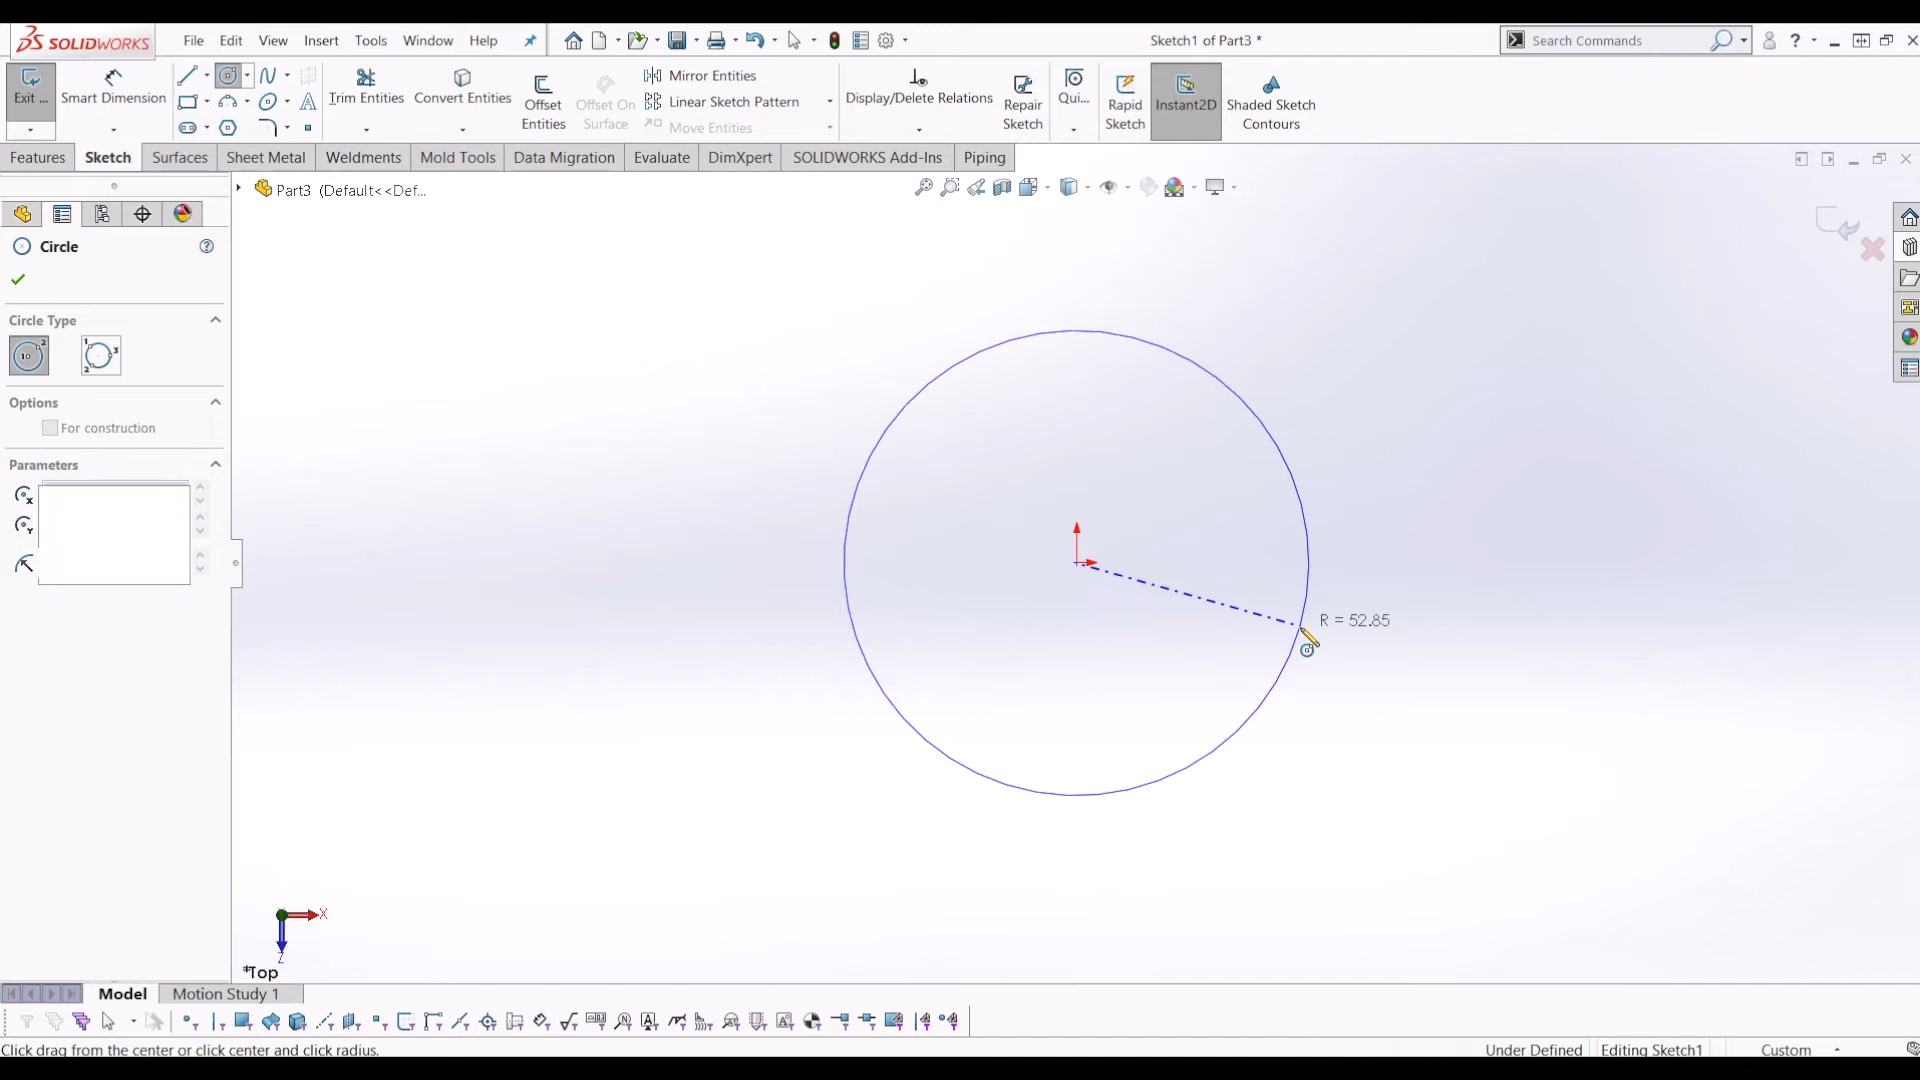 SOLIDWORKS File Edit View Insert Tools Window Help Sketch1 of Part3 * Search Commands
Exit ... Smart Dimension Trim Entities Convert Entities Offset Entities Offset On Surface Mirror Entities Linear Sketch Pattern Move Entities Display/Delete Relations Repair Sketch Qui... Rapid Sketch Instant2D Shaded Sketch Contours
Features Sketch Surfaces Sheet Metal Weldments Mold Tools Data Migration Evaluate DimXpert SOLIDWORKS Add-Ins Piping
Part3 (Default<<Def...
Circle
Circle Type
Options
For construction
Parameters
R = 52.85
X
Z
*Top
Model Motion Study 1
Click drag from the center or click center and click radius. Under Defined Editing Sketch1 Custom